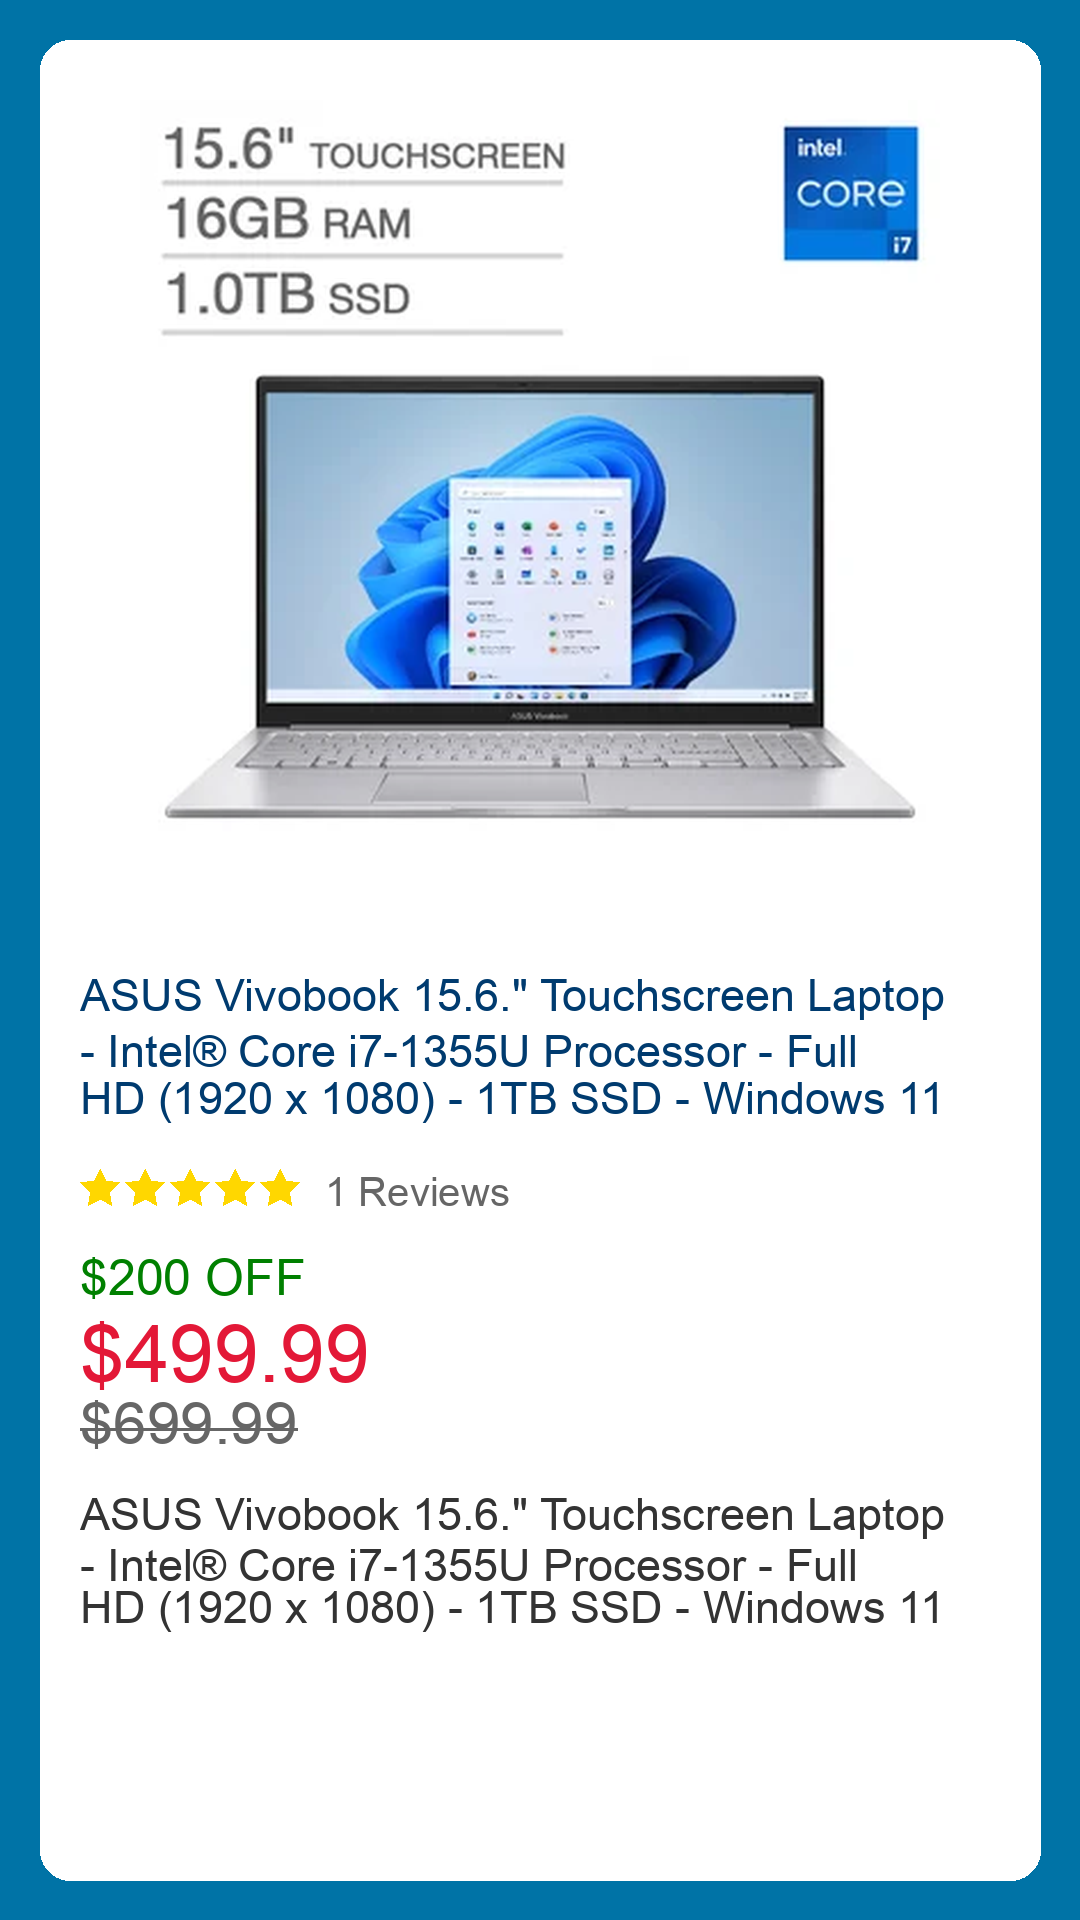 15.6" TOUCHSCREEN
16GB RAM
1.0TB SSD
intel
CORE
i7
ASUS Vivobook
ASUS Vivobook 15.6." Touchscreen Laptop
- Intel® Core i7-1355U Processor - Full
HD (1920 x 1080) - 1TB SSD - Windows 11
1 Reviews
$200 OFF
$499.99
$699.99
ASUS Vivobook 15.6." Touchscreen Laptop
- Intel® Core i7-1355U Processor - Full
HD (1920 x 1080) - 1TB SSD - Windows 11